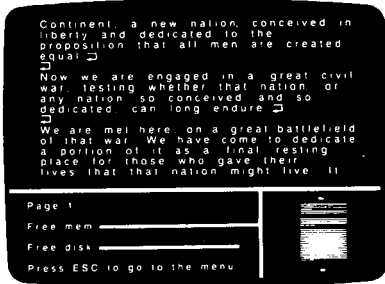 Continent, a new nation, conceived in
liberty and dedicated to the
proposition that all men are created
equal
Now we are engaged in a great civil
war, testing whether that nation, or
any nation so conceived and so
dedicated, can long endure
We are met here, on a great battlefield
of that war. We have come to dedicate
a portion of it as a final resting
place for those who gave their
lives that that nation might live. It
Page 1
Free mem
Free disk
Press ESC to go to the menu